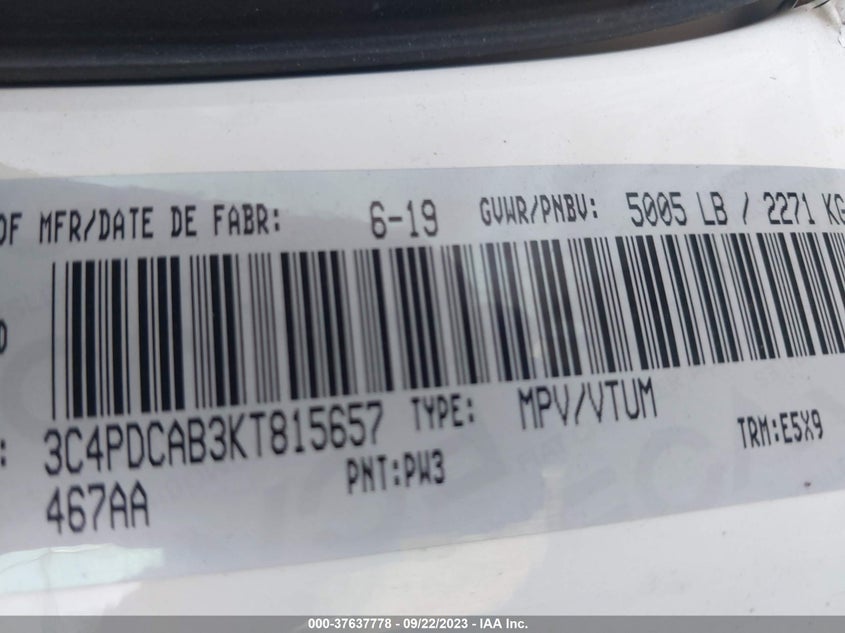 OF MFR/DATE DE FABR: 6-19 GVWR/PNBV: 5005 LB / 2271 KG
3C4PDCAB3KT815657 TYPE: MPV/VTUM TRM:E5X9
PNT:PW3
467AA
000-37637778 - 09/22/2023 - IAA Inc.